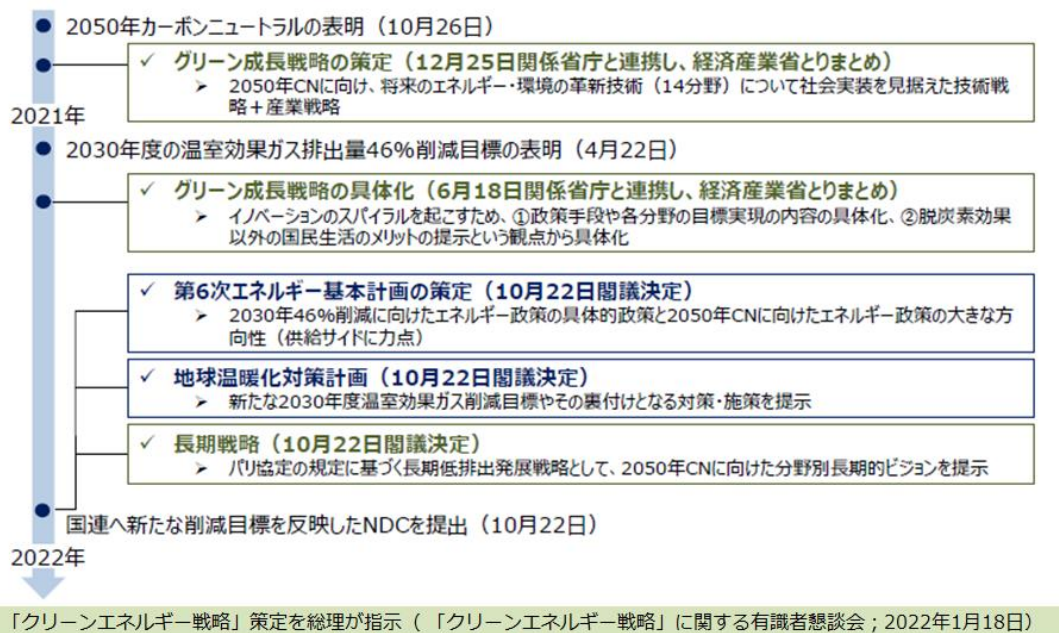 2050年カーボンニュートラルの表明（10月26日）
✓ グリーン成長戦略の策定（12月25日関係省庁と連携し、経済産業省とりまとめ）
➢ 2050年CNに向け、将来のエネルギー・環境の革新技術（14分野）について社会実装を見据えた技術戦
略＋産業戦略
2021年
2030年度の温室効果ガス排出量46%削減目標の表明（4月22日）
✓ グリーン成長戦略の具体化（6月18日関係省庁と連携し、経済産業省とりまとめ）
➢ イノベーションのスパイラルを起こすため、①政策手段や各分野の目標実現の内容の具体化、②脱炭素効果
以外の国民生活のメリットの提示という観点から具体化
✓ 第6次エネルギー基本計画の策定（10月22日閣議決定）
➢ 2030年46%削減に向けたエネルギー政策の具体的政策と2050年CNに向けたエネルギー政策の大きな方
向性（供給サイドに力点）
✓ 地球温暖化対策計画（10月22日閣議決定）
➢ 新たな2030年度温室効果ガス削減目標やその裏付けとなる対策・施策を提示
✓ 長期戦略（10月22日閣議決定）
➢ パリ協定の規定に基づく長期低排出発展戦略として、2050年CNに向けた分野別長期的ビジョンを提示
国連へ新たな削減目標を反映したNDCを提出（10月22日）
2022年
「クリーンエネルギー戦略」策定を総理が指示（「クリーンエネルギー戦略」に関する有識者懇談会；2022年1月18日）